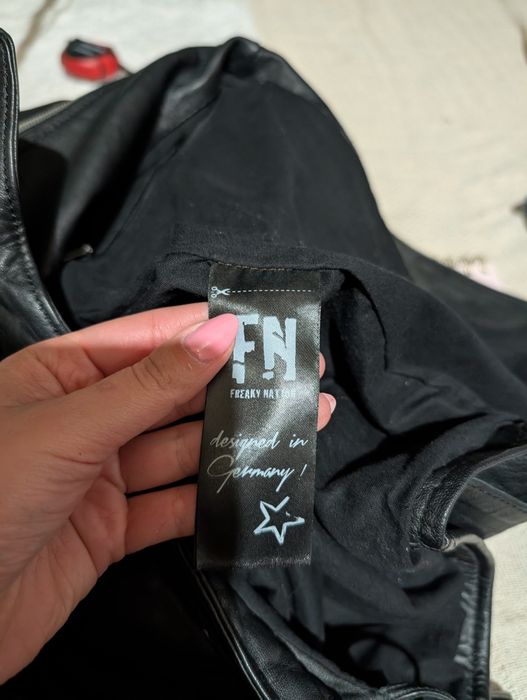 FN
FREAKY NATION
designed in
Germany!